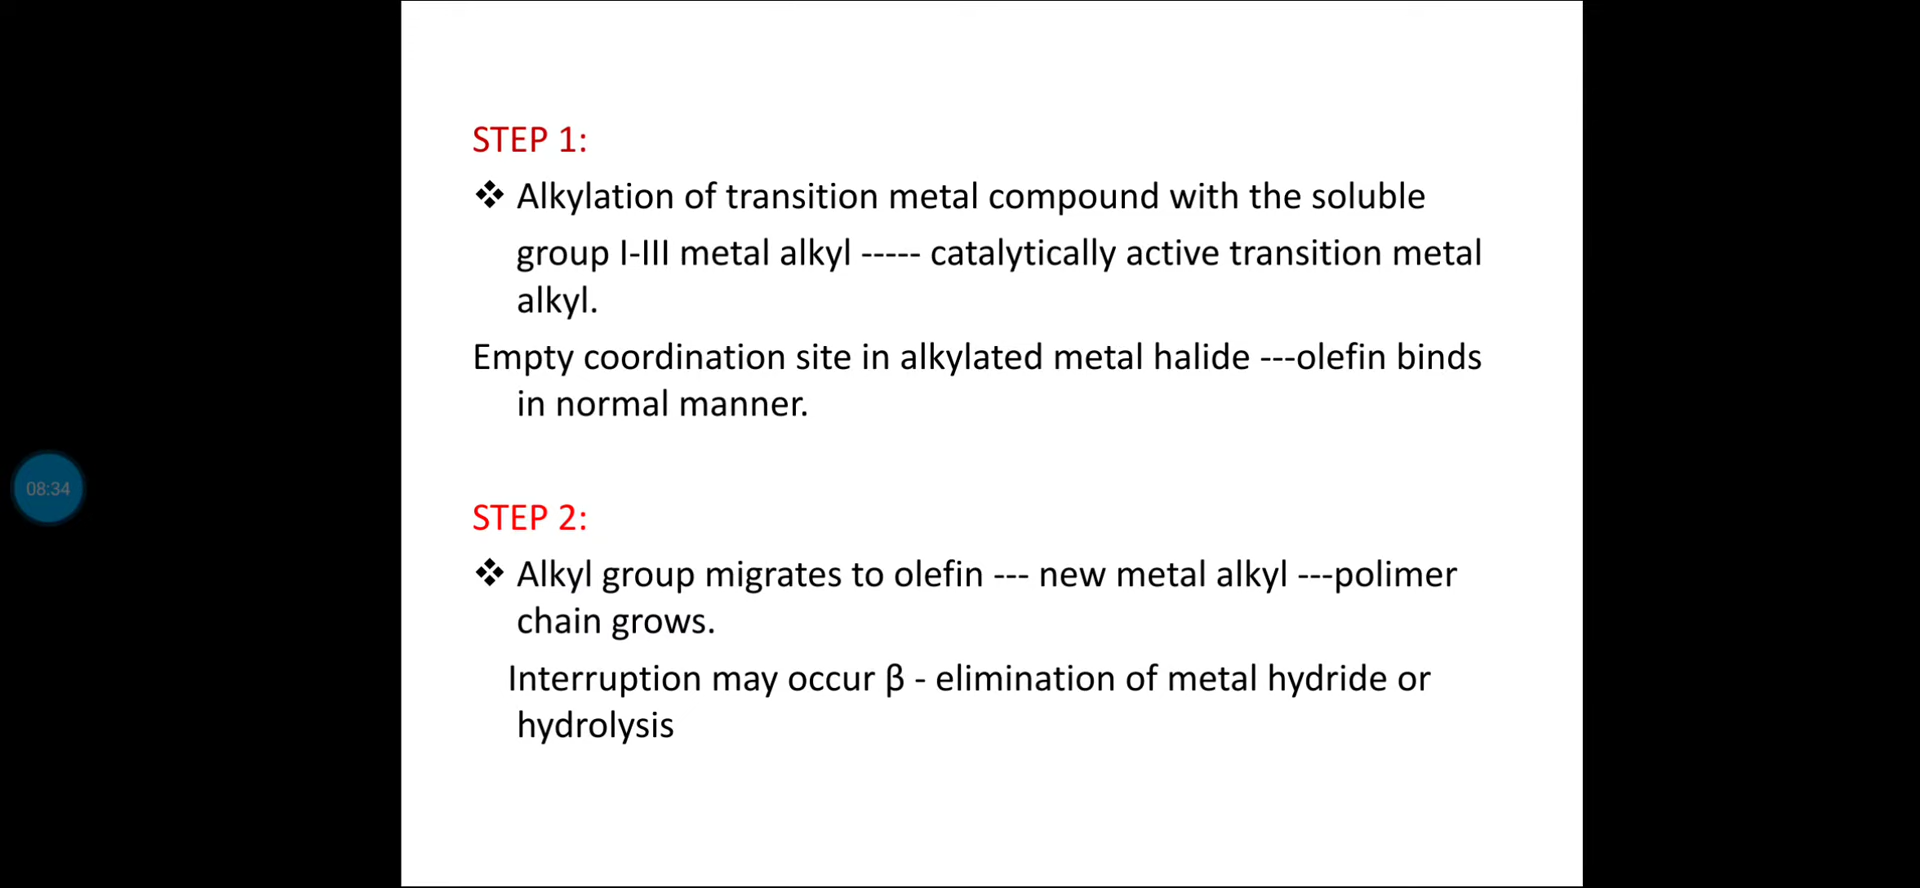 STEP 1:
❖ Alkylation of transition metal compound with the soluble
group I-III metal alkyl ----- catalytically active transition metal
alkyl.
Empty coordination site in alkylated metal halide ---olefin binds
in normal manner.
08:34
STEP 2:
❖ Alkyl group migrates to olefin --- new metal alkyl ---polimer
chain grows.
Interruption may occur β - elimination of metal hydride or
hydrolysis